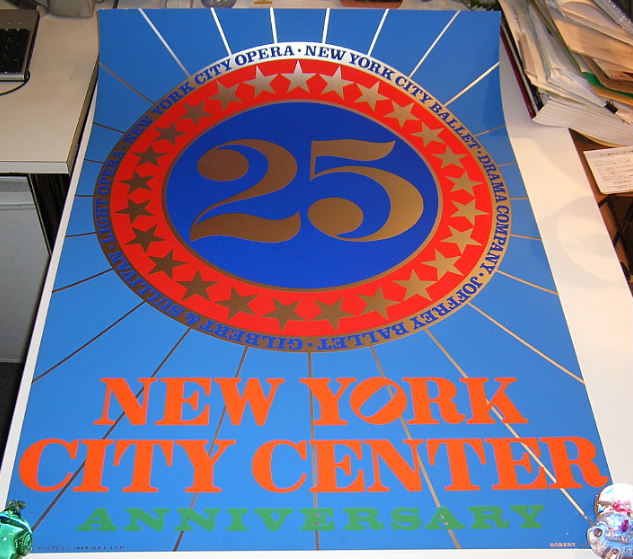 NEW YORK CITY OPERA · NEW YORK CITY BALLET · DRAMA COMPANY · JOFFREY BALLET · GILBERT & SULLIVAN · LIGHT OPERA ·
25
NEW YORK
CITY CENTER
ANNIVERSARY
ROBERT